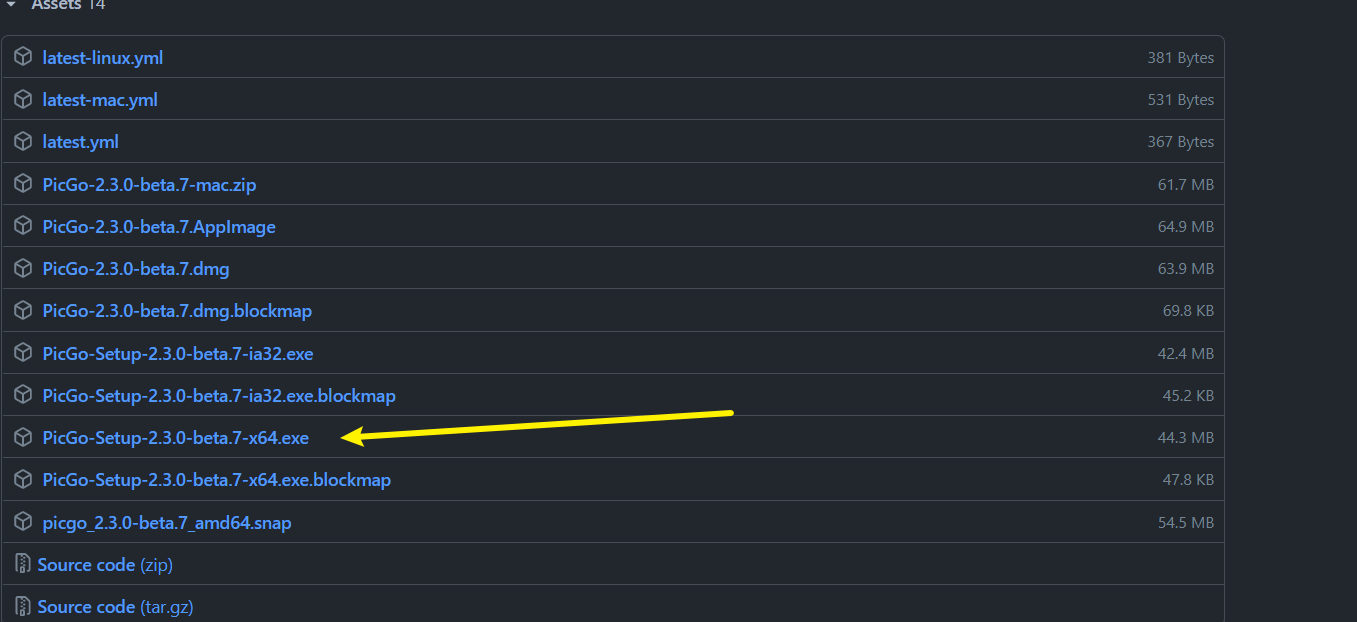 Assets 14
latest-linux.yml 381 Bytes
latest-mac.yml 531 Bytes
latest.yml 367 Bytes
PicGo-2.3.0-beta.7-mac.zip 61.7 MB
PicGo-2.3.0-beta.7.AppImage 64.9 MB
PicGo-2.3.0-beta.7.dmg 63.9 MB
PicGo-2.3.0-beta.7.dmg.blockmap 69.8 KB
PicGo-Setup-2.3.0-beta.7-ia32.exe 42.4 MB
PicGo-Setup-2.3.0-beta.7-ia32.exe.blockmap 45.2 KB
PicGo-Setup-2.3.0-beta.7-x64.exe 44.3 MB
PicGo-Setup-2.3.0-beta.7-x64.exe.blockmap 47.8 KB
picgo_2.3.0-beta.7_amd64.snap 54.5 MB
Source code (zip)
Source code (tar.gz)